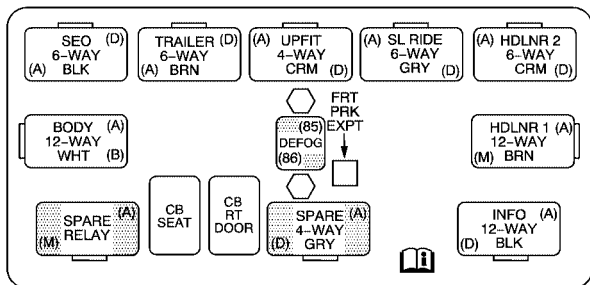 SEO (D)
6-WAY
(A) BLK
TRAILER (D)
6-WAY
(A) BRN
(A) UPFIT
4-WAY
CRM (D)
(A) SL RIDE
6-WAY
GRY (D)
(A) HDLNR 2
6-WAY
CRM (D)
BODY (A)
12-WAY
WHT (B)
(85)
DEFOG
(86)
FRT
PRK
EXPT
HDLNR 1 (A)
12-WAY
(M) BRN
SPARE (A)
(M) RELAY
CB
SEAT
CB
RT
DOOR
SPARE (A)
4-WAY
(D) GRY
INFO (A)
12-WAY
(D) BLK
i